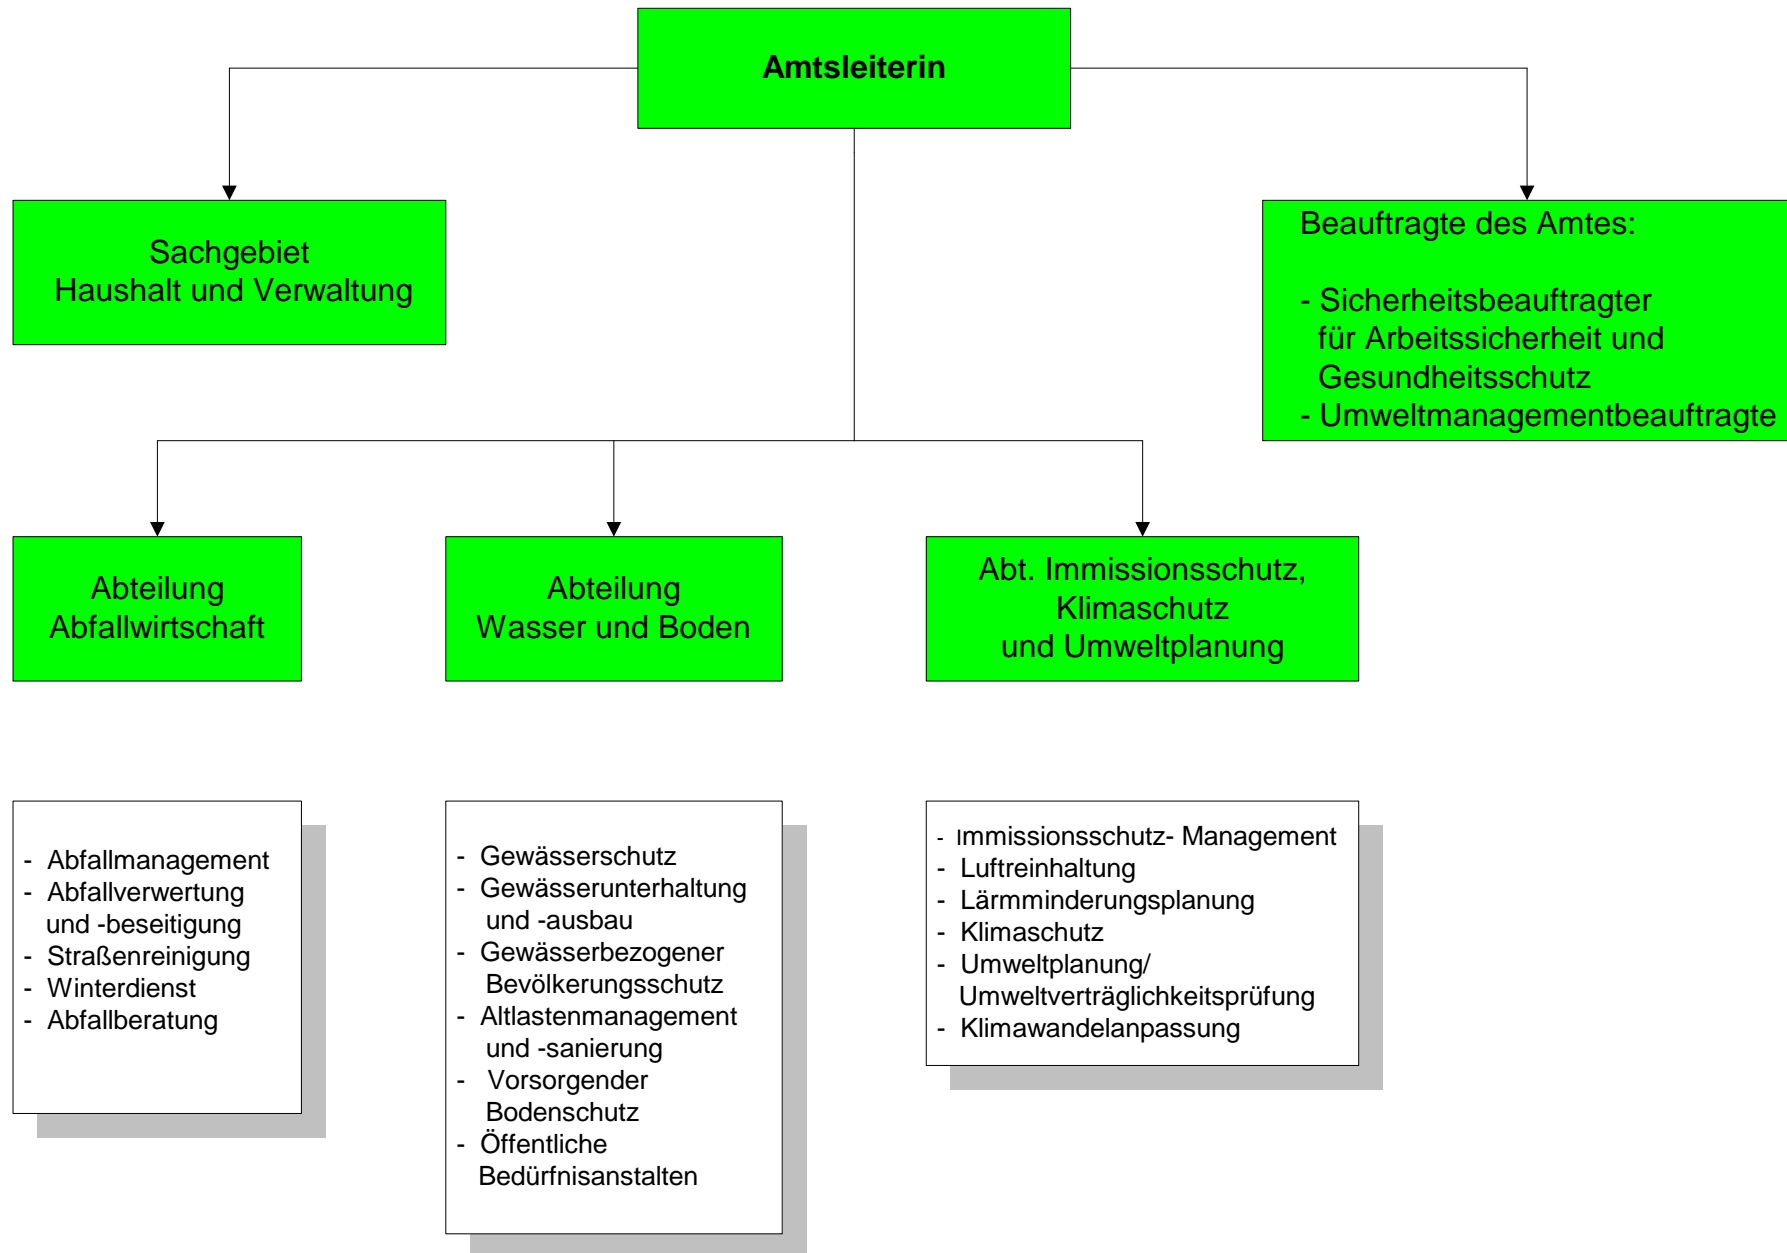 Amtsleiterin
Sachgebiet
Haushalt und Verwaltung
Beauftragte des Amtes:
- Sicherheitsbeauftragter
für Arbeitssicherheit und
Gesundheitsschutz
- Umweltmanagementbeauftragte
Abteilung
Abfallwirtschaft
Abteilung
Wasser und Boden
Abt. Immissionsschutz,
Klimaschutz
und Umweltplanung
- Abfallmanagement
- Abfallverwertung
und -beseitigung
- Straßenreinigung
- Winterdienst
- Abfallberatung
- Gewässerschutz
- Gewässerunterhaltung
und -ausbau
- Gewässerbezogener
Bevölkerungsschutz
- Altlastenmanagement
und -sanierung
- Vorsorgender
Bodenschutz
- Öffentliche
Bedürfnisanstalten
- Immissionsschutz- Management
- Luftreinhaltung
- Lärmminderungsplanung
- Klimaschutz
- Umweltplanung/
Umweltverträglichkeitsprüfung
- Klimawandelanpassung